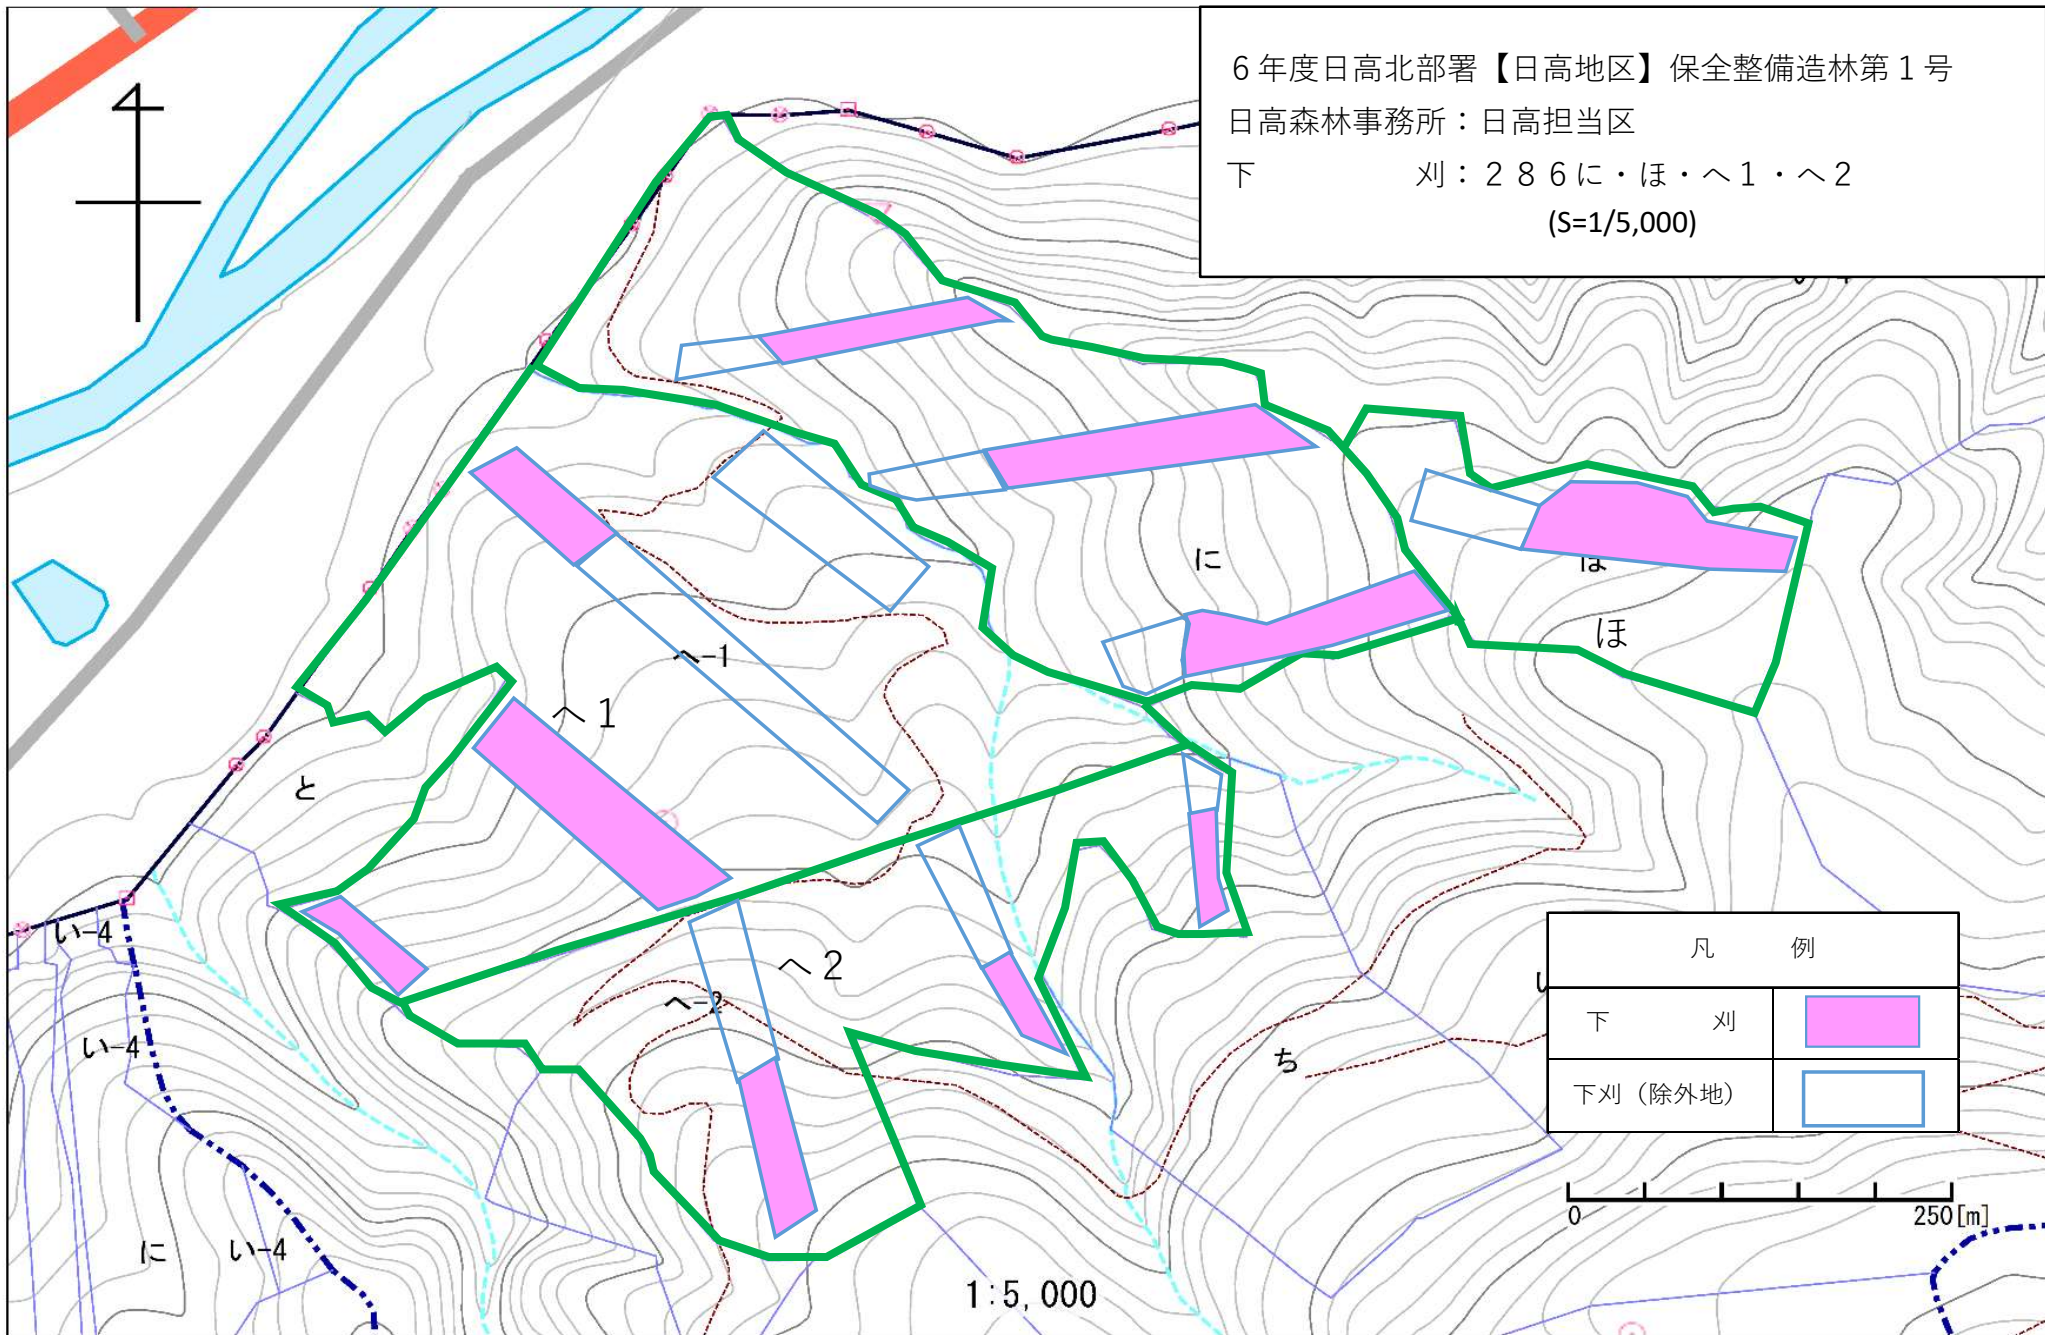 6年度日高北部署【日高地区】保全整備造林第1号
日高森林事務所：日高担当区
下　　　　刈：286に・ほ・へ1・へ2
(S=1/5,000)
に
ほ
ほ
へ-1
へ1
と
い-4
へ2
へ-2
い-4
ち
に
い-4
凡　例
下　　刈
下刈（除外地）
0 250[m]
1:5,000